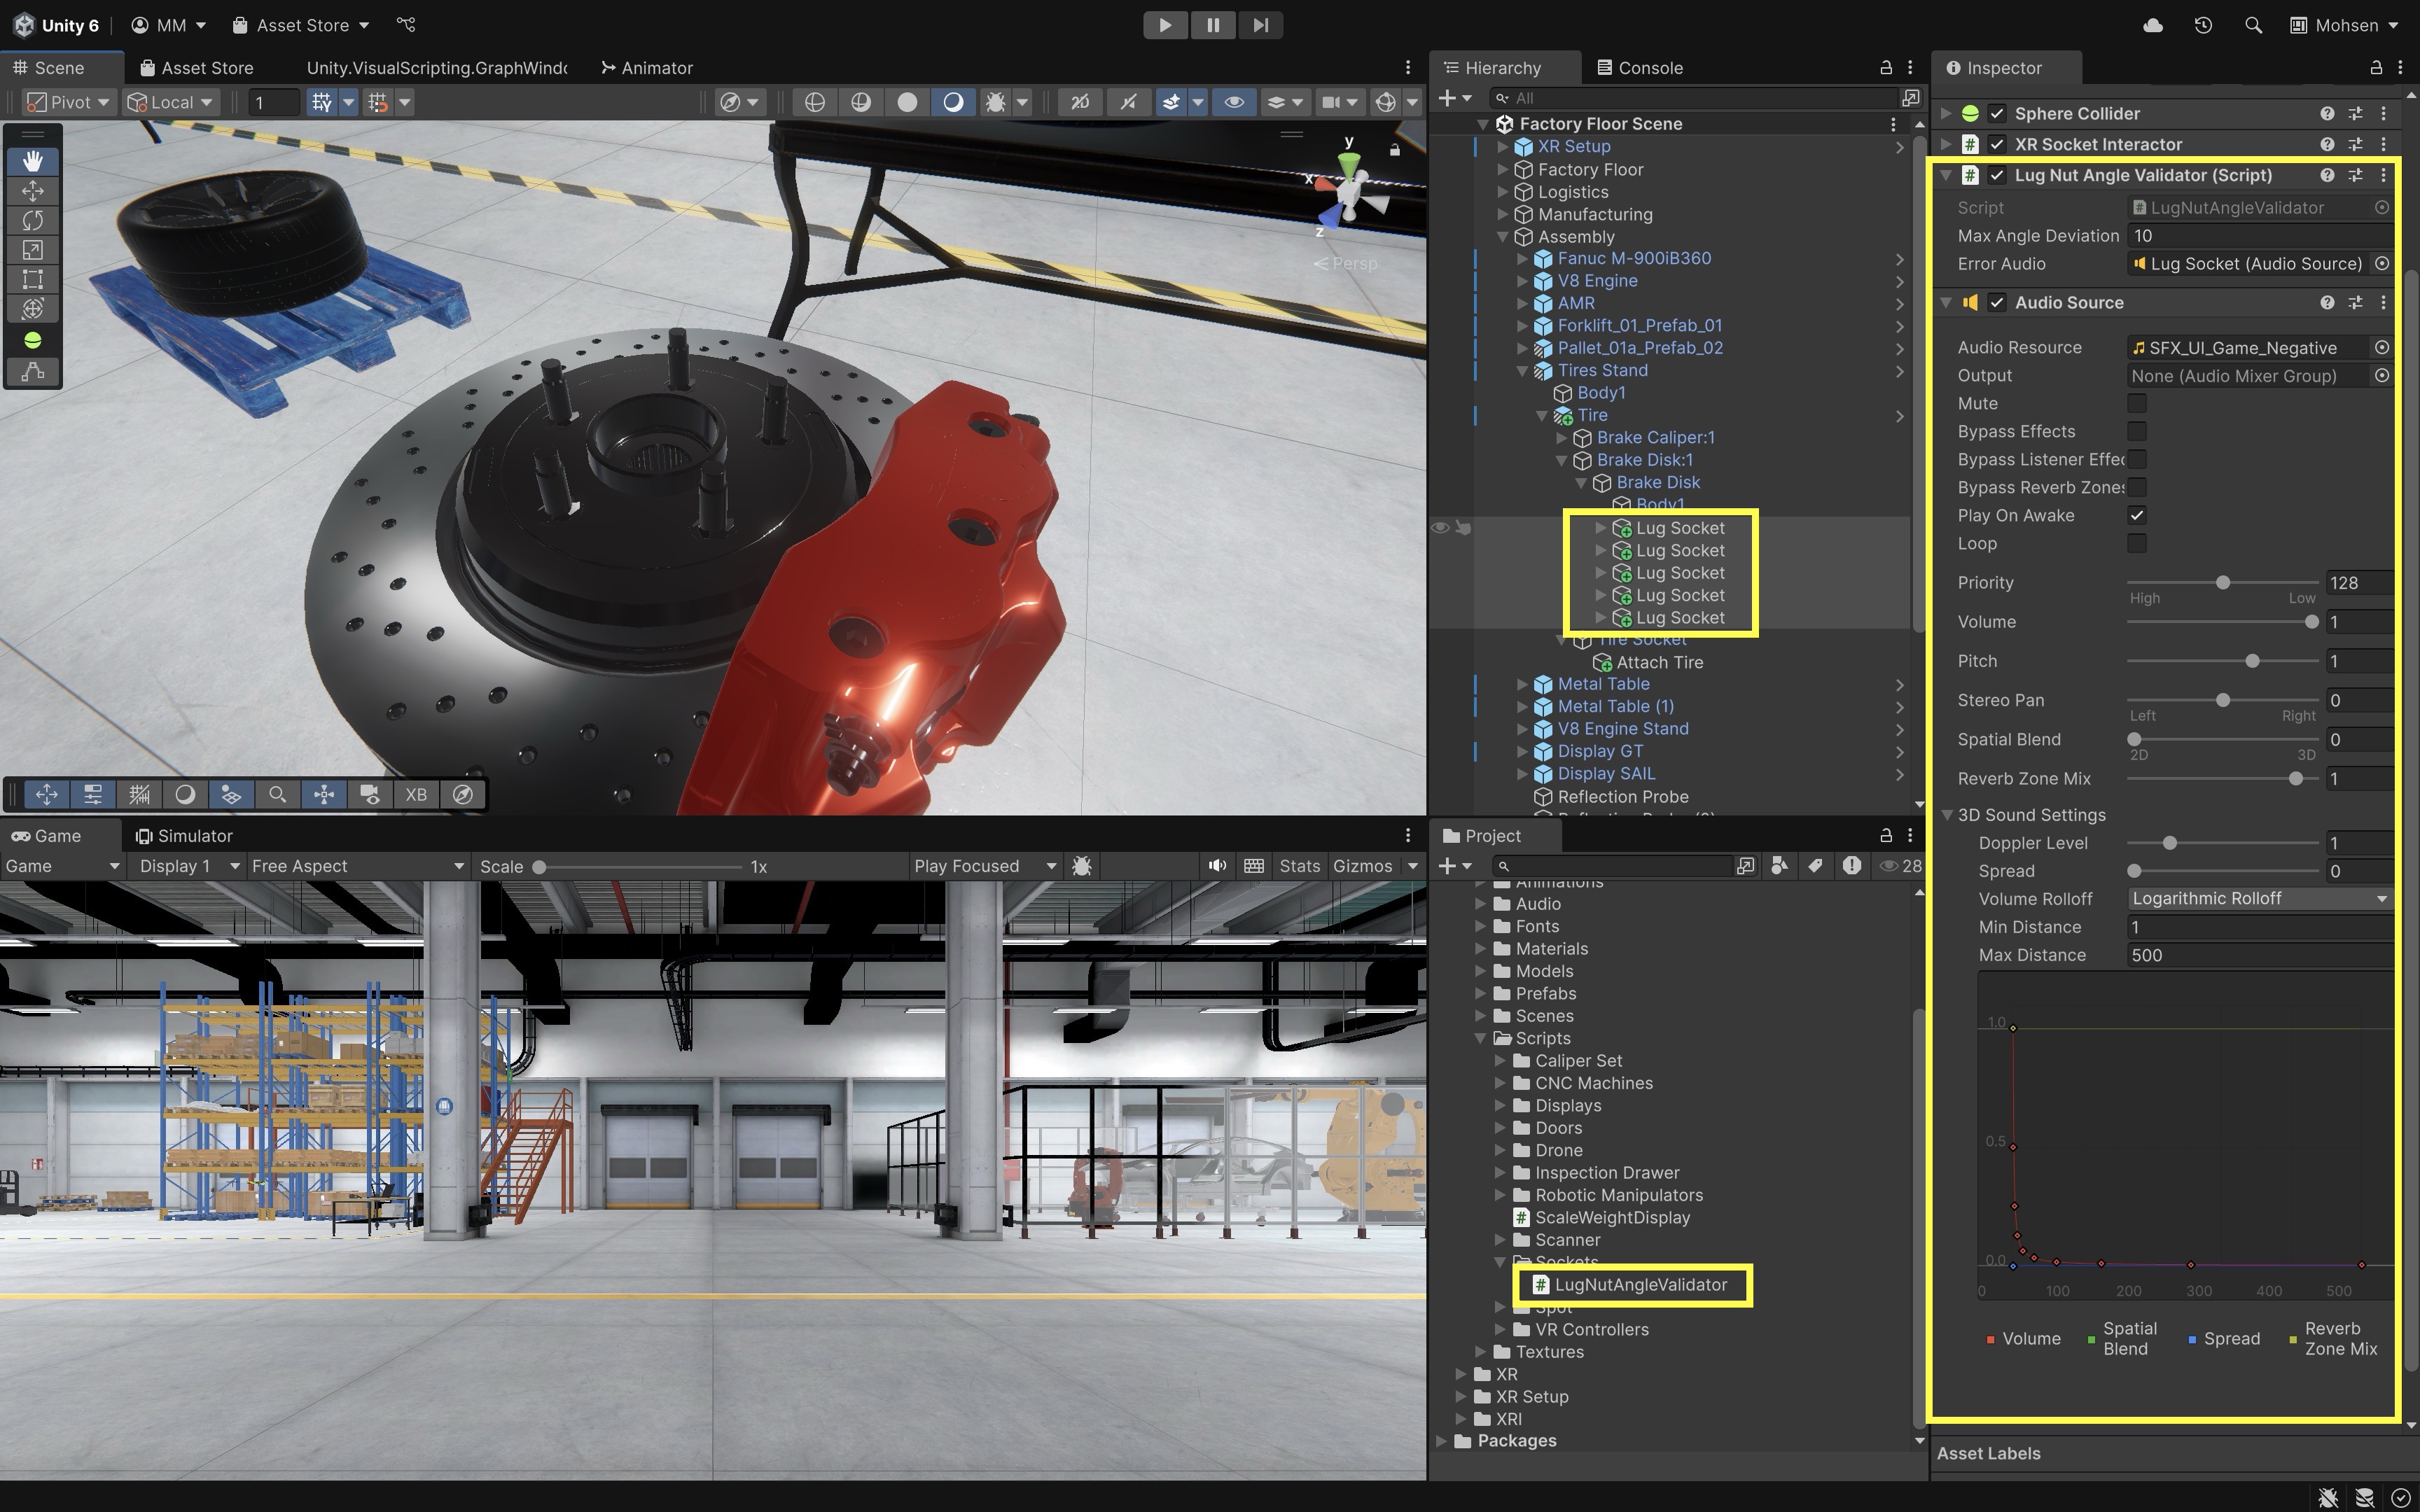 Unity 6
MM
Asset Store
Mohsen
Scene
Asset Store
Unity.VisualScripting.GraphWindo
Animator
Pivot
Local
1
2D
y
x
z
Persp
XB
Hierarchy
Console
All
Factory Floor Scene
XR Setup
Factory Floor
Logistics
Manufacturing
Assembly
Fanuc M-900iB360
V8 Engine
AMR
Forklift_01_Prefab_01
Pallet_01a_Prefab_02
Tires Stand
Body1
Tire
Brake Caliper:1
Brake Disk:1
Brake Disk
Body1
Lug Socket
Lug Socket
Lug Socket
Lug Socket
Lug Socket
Tire Socket
Attach Tire
Metal Table
Metal Table (1)
V8 Engine Stand
Display GT
Display SAIL
Reflection Probe
Game
Simulator
Game
Display 1
Free Aspect
Scale
1x
Play Focused
Stats
Gizmos
Project
28
Animations
Audio
Fonts
Materials
Models
Prefabs
Scenes
Scripts
Caliper Set
CNC Machines
Displays
Doors
Drone
Inspection Drawer
Robotic Manipulators
ScaleWeightDisplay
Scanner
Sockets
LugNutAngleValidator
Spot
VR Controllers
Textures
XR
XR Setup
XRI
Packages
Inspector
Sphere Collider
XR Socket Interactor
Lug Nut Angle Validator (Script)
Script LugNutAngleValidator
Max Angle Deviation 10
Error Audio Lug Socket (Audio Source)
Audio Source
Audio Resource SFX_UI_Game_Negative
Output None (Audio Mixer Group)
Mute
Bypass Effects
Bypass Listener Effec
Bypass Reverb Zones
Play On Awake
Loop
Priority 128
High Low
Volume 1
Pitch 1
Stereo Pan 0
Left Right
Spatial Blend 0
2D 3D
Reverb Zone Mix 1
3D Sound Settings
Doppler Level 1
Spread 0
Volume Rolloff Logarithmic Rolloff
Min Distance 1
Max Distance 500
1.0
0.5
0.0
0 100 200 300 400 500
Volume
Spatial Blend
Spread
Reverb Zone Mix
Asset Labels